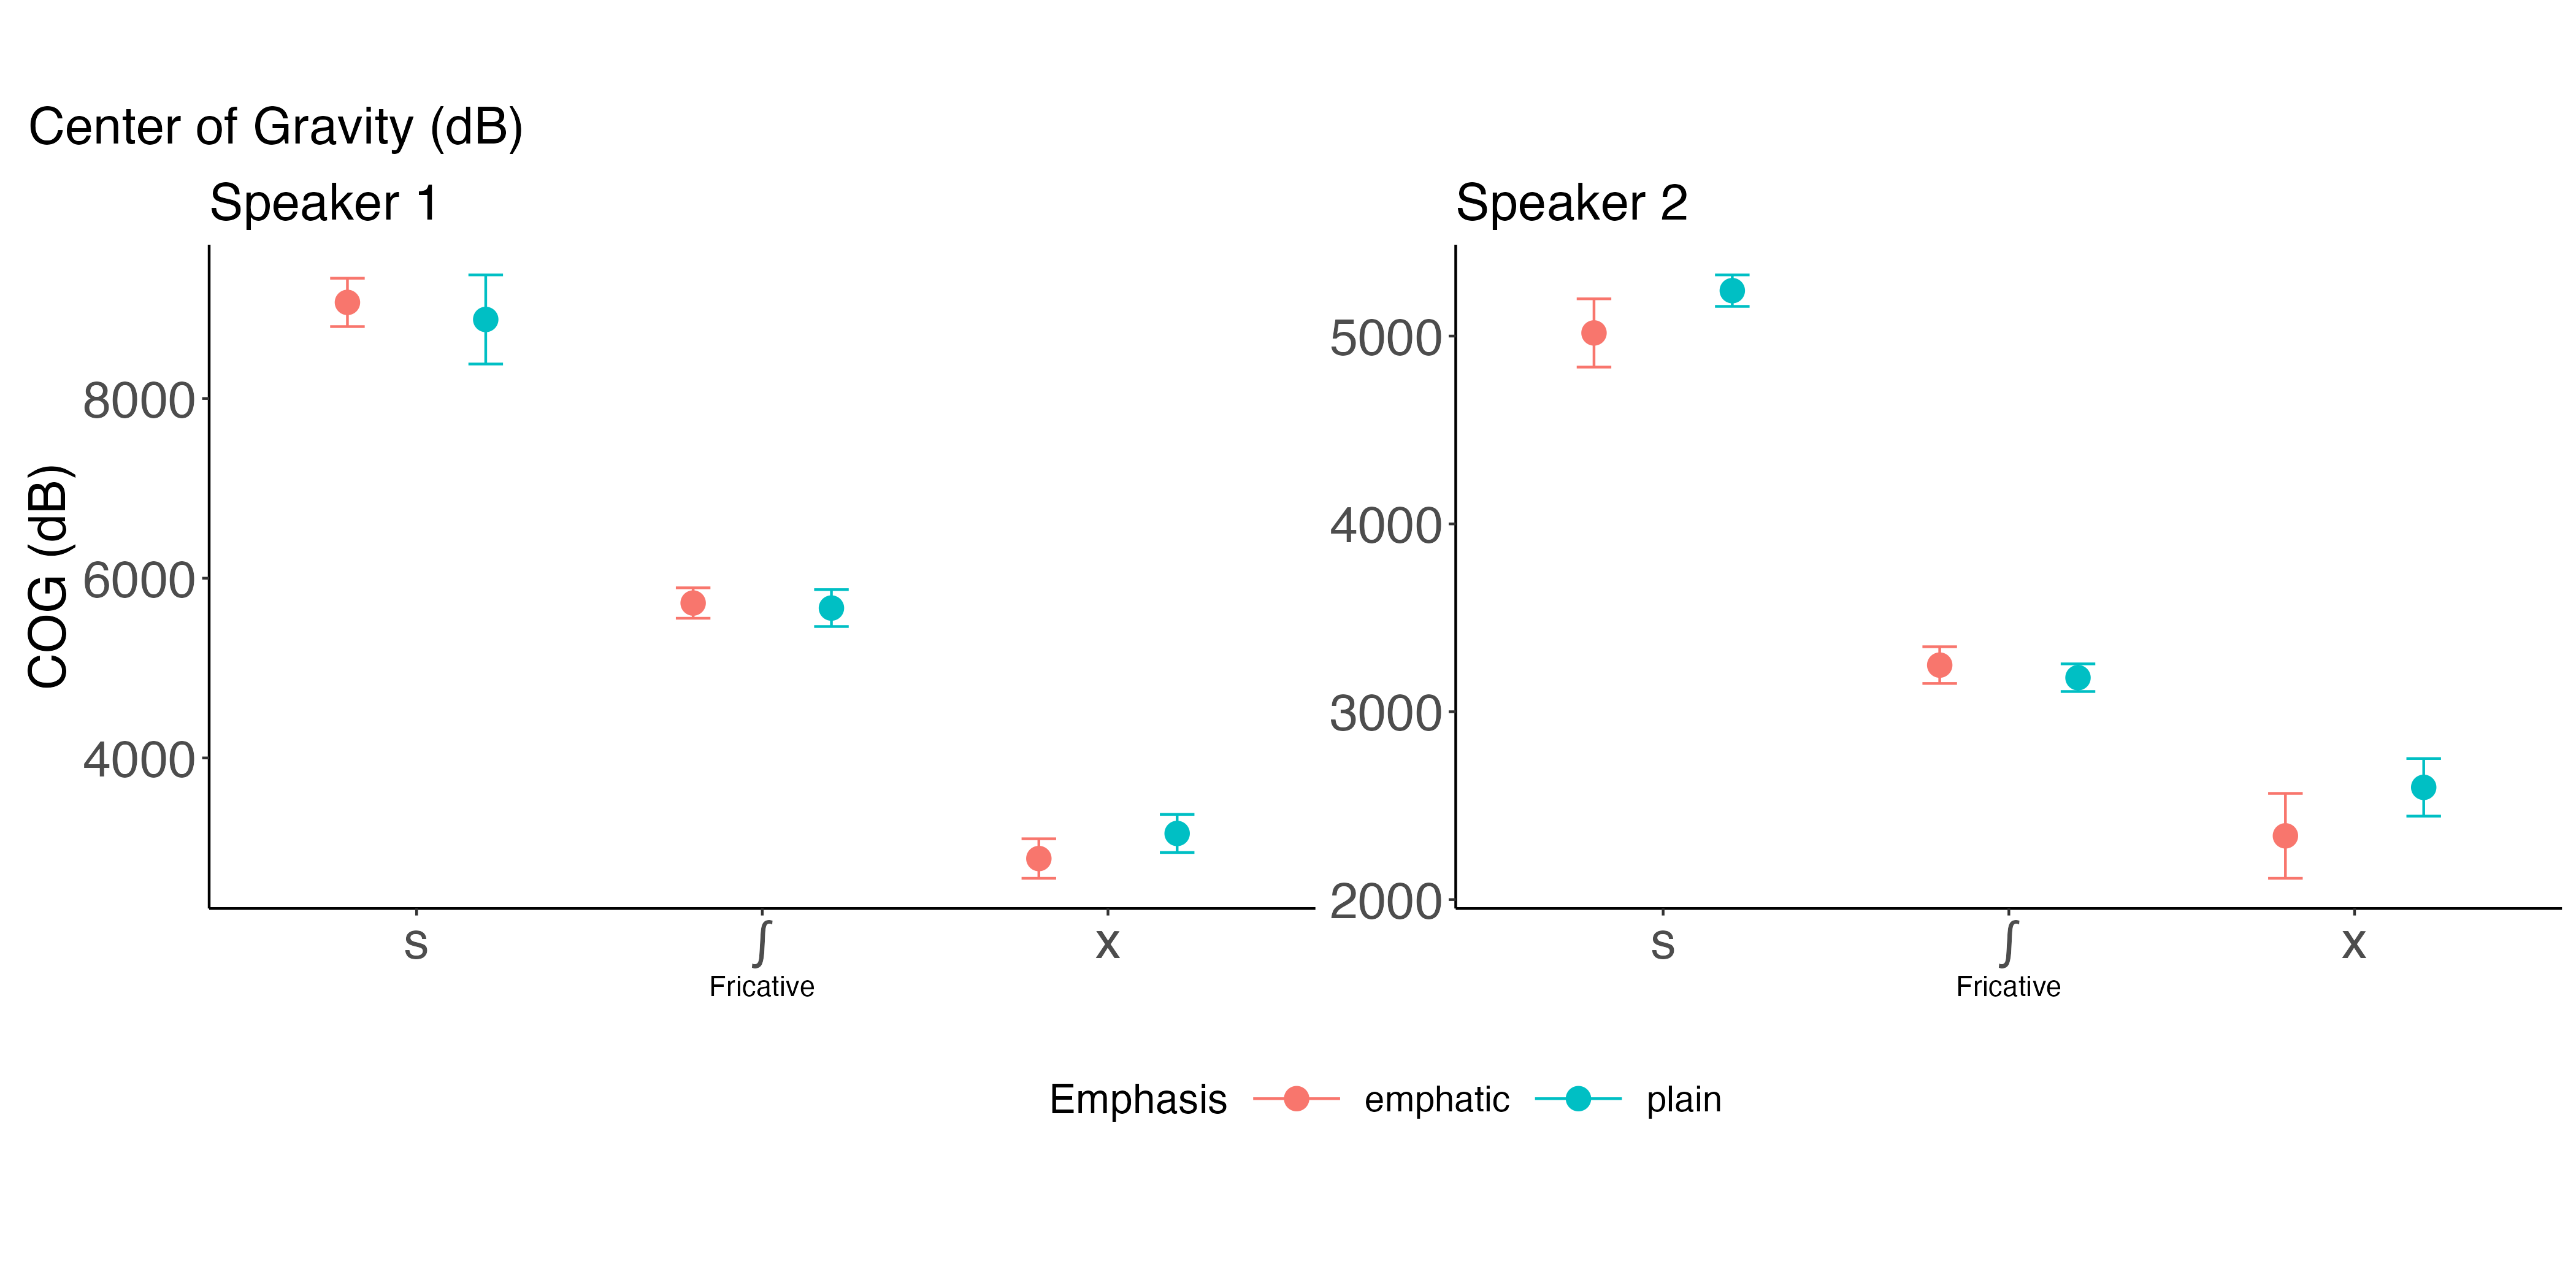 Center of Gravity (dB)
Speaker 1
COG (dB)
8000
6000
4000
s ʃ x
Fricative
Speaker 2
5000
4000
3000
2000
s ʃ x
Fricative
Emphasis emphatic plain